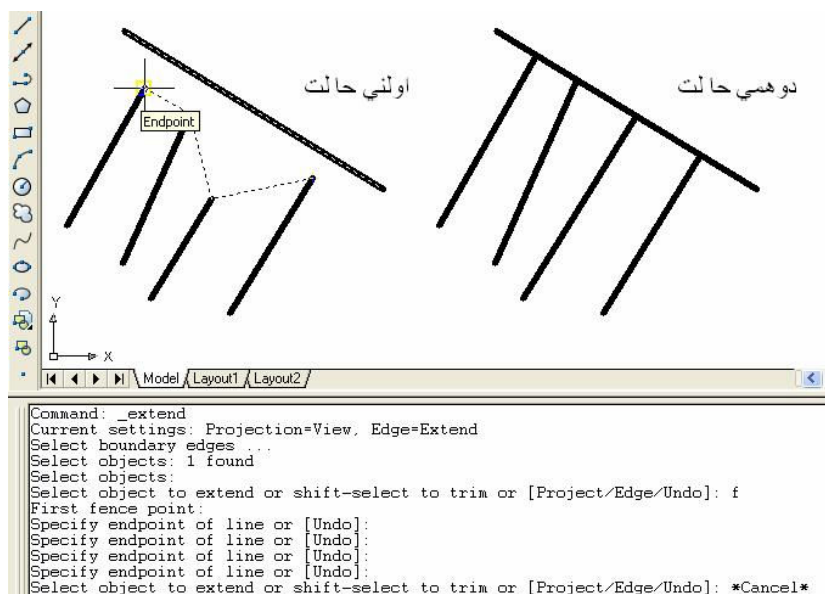 اولني حالت
دوهمي حالت
Endpoint
Y
X
Model
Layout1
Layout2
Command: _extend
Current settings: Projection=View, Edge=Extend
Select boundary edges ...
Select objects: 1 found
Select objects:
Select object to extend or shift-select to trim or [Project/Edge/Undo]: f
First fence point:
Specify endpoint of line or [Undo]:
Specify endpoint of line or [Undo]:
Specify endpoint of line or [Undo]:
Specify endpoint of line or [Undo]:
Select object to extend or shift-select to trim or [Project/Edge/Undo]: *Cancel*